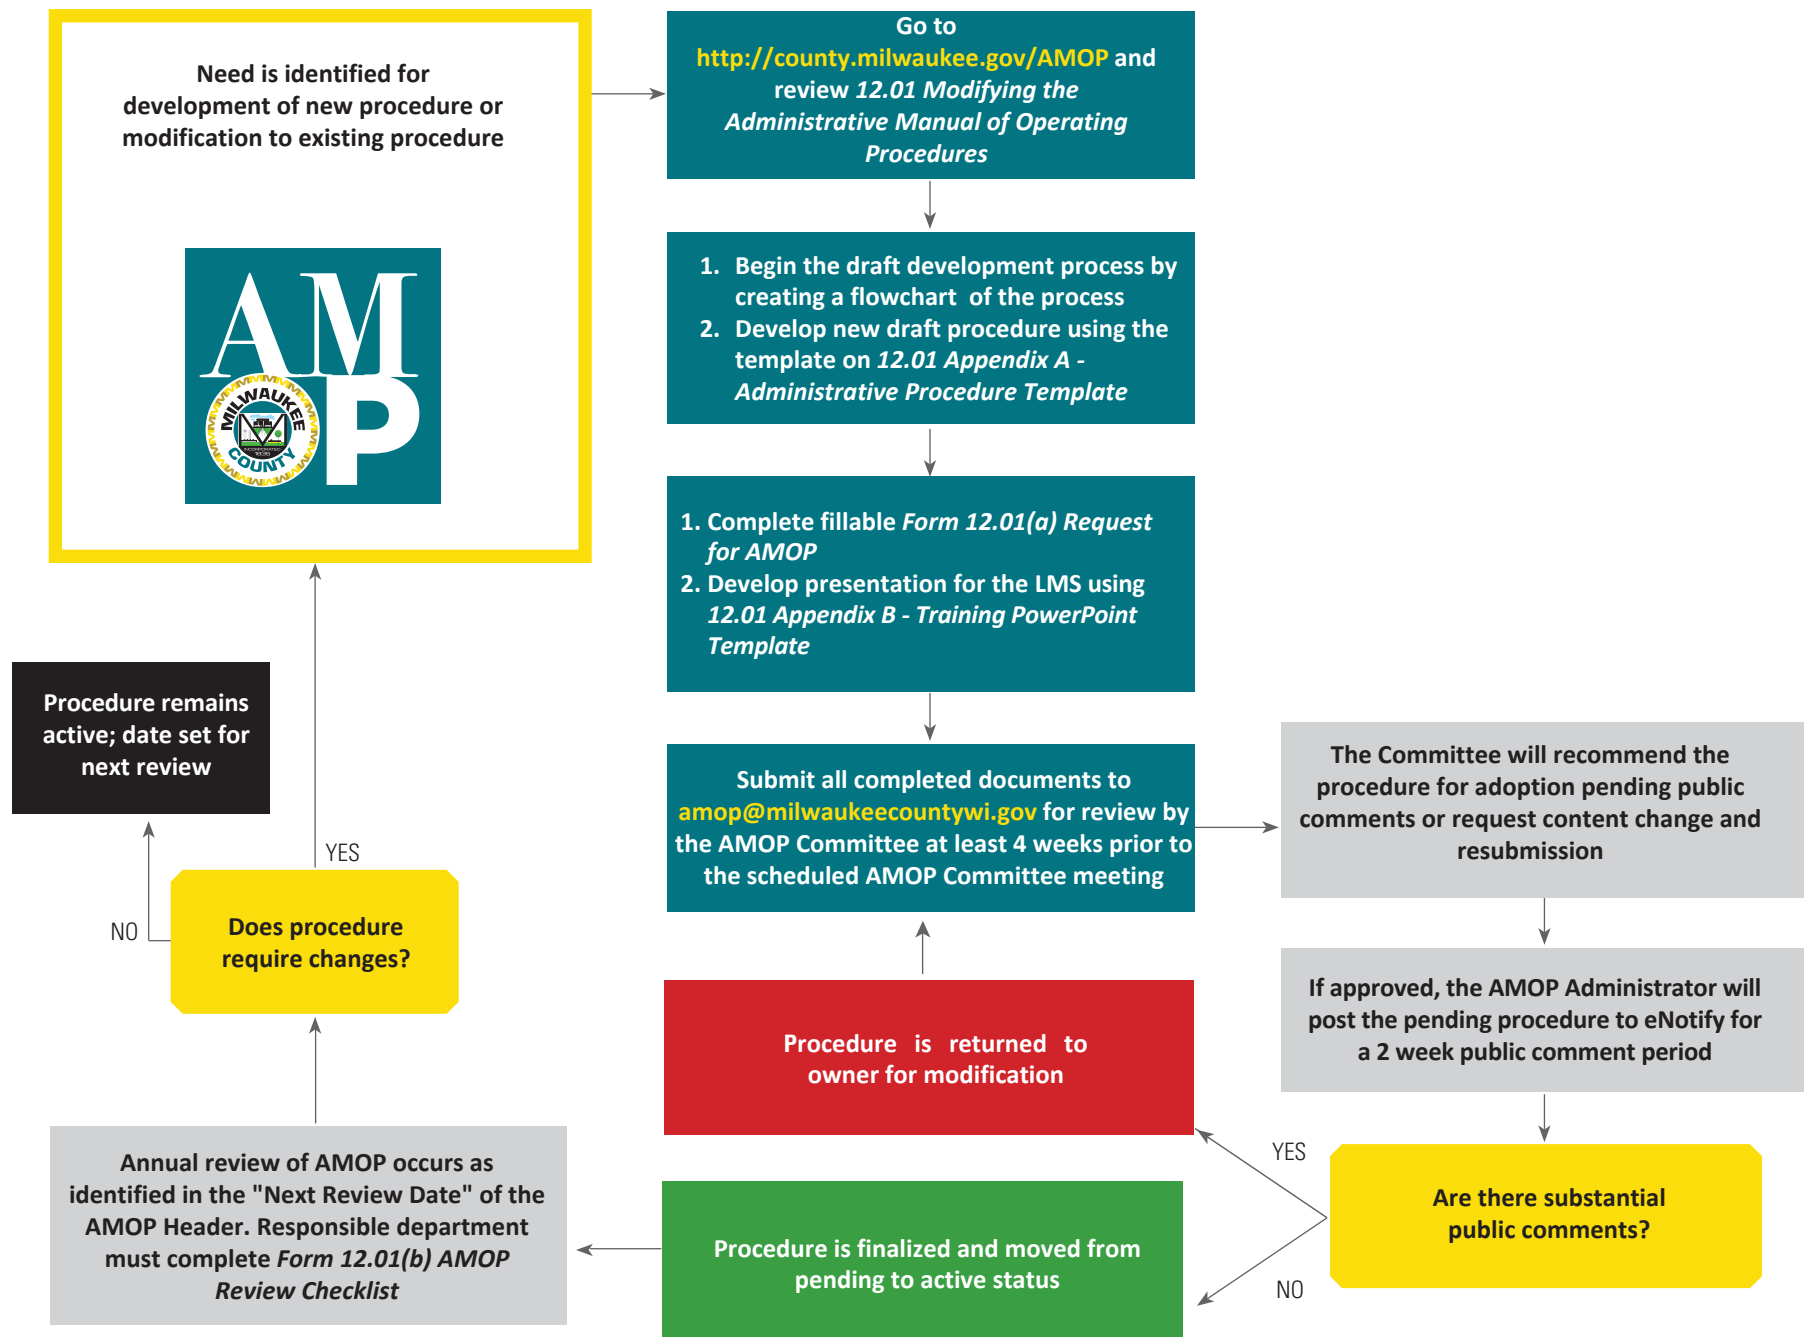 Need is identified for
development of new procedure or
modification to existing procedure
AM
OP
MILWAUKEE
COUNTY
INCORPORATED
1835
Go to
http://county.milwaukee.gov/AMOP and
review 12.01 Modifying the
Administrative Manual of Operating
Procedures
1. Begin the draft development process by
creating a flowchart of the process
2. Develop new draft procedure using the
template on 12.01 Appendix A -
Administrative Procedure Template
1. Complete fillable Form 12.01(a) Request
for AMOP
2. Develop presentation for the LMS using
12.01 Appendix B - Training PowerPoint
Template
Submit all completed documents to
amop@milwaukeecountywi.gov for review by
the AMOP Committee at least 4 weeks prior to
the scheduled AMOP Committee meeting
The Committee will recommend the
procedure for adoption pending public
comments or request content change and
resubmission
If approved, the AMOP Administrator will
post the pending procedure to eNotify for
a 2 week public comment period
Are there substantial
public comments?
YES
NO
Procedure is returned to
owner for modification
Procedure is finalized and moved from
pending to active status
Annual review of AMOP occurs as
identified in the "Next Review Date" of the
AMOP Header. Responsible department
must complete Form 12.01(b) AMOP
Review Checklist
Does procedure
require changes?
YES
NO
Procedure remains
active; date set for
next review